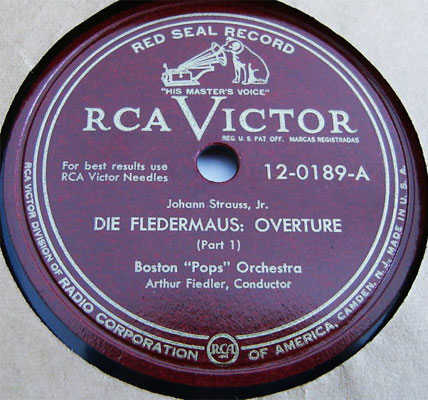 RED SEAL RECORD
"HIS MASTER'S VOICE"
RCA VICTOR
REG. U.S. PAT. OFF. MARCAS REGISTRADAS
For best results use
RCA Victor Needles
12-0189-A
Johann Strauss, Jr.
DIE FLEDERMAUS: OVERTURE
(Part 1)
Boston "Pops" Orchestra
Arthur Fiedler, Conductor
RCA VICTOR DIVISION OF RADIO CORPORATION OF AMERICA, CAMDEN, N.J.: MADE IN U.S.A.
RCA